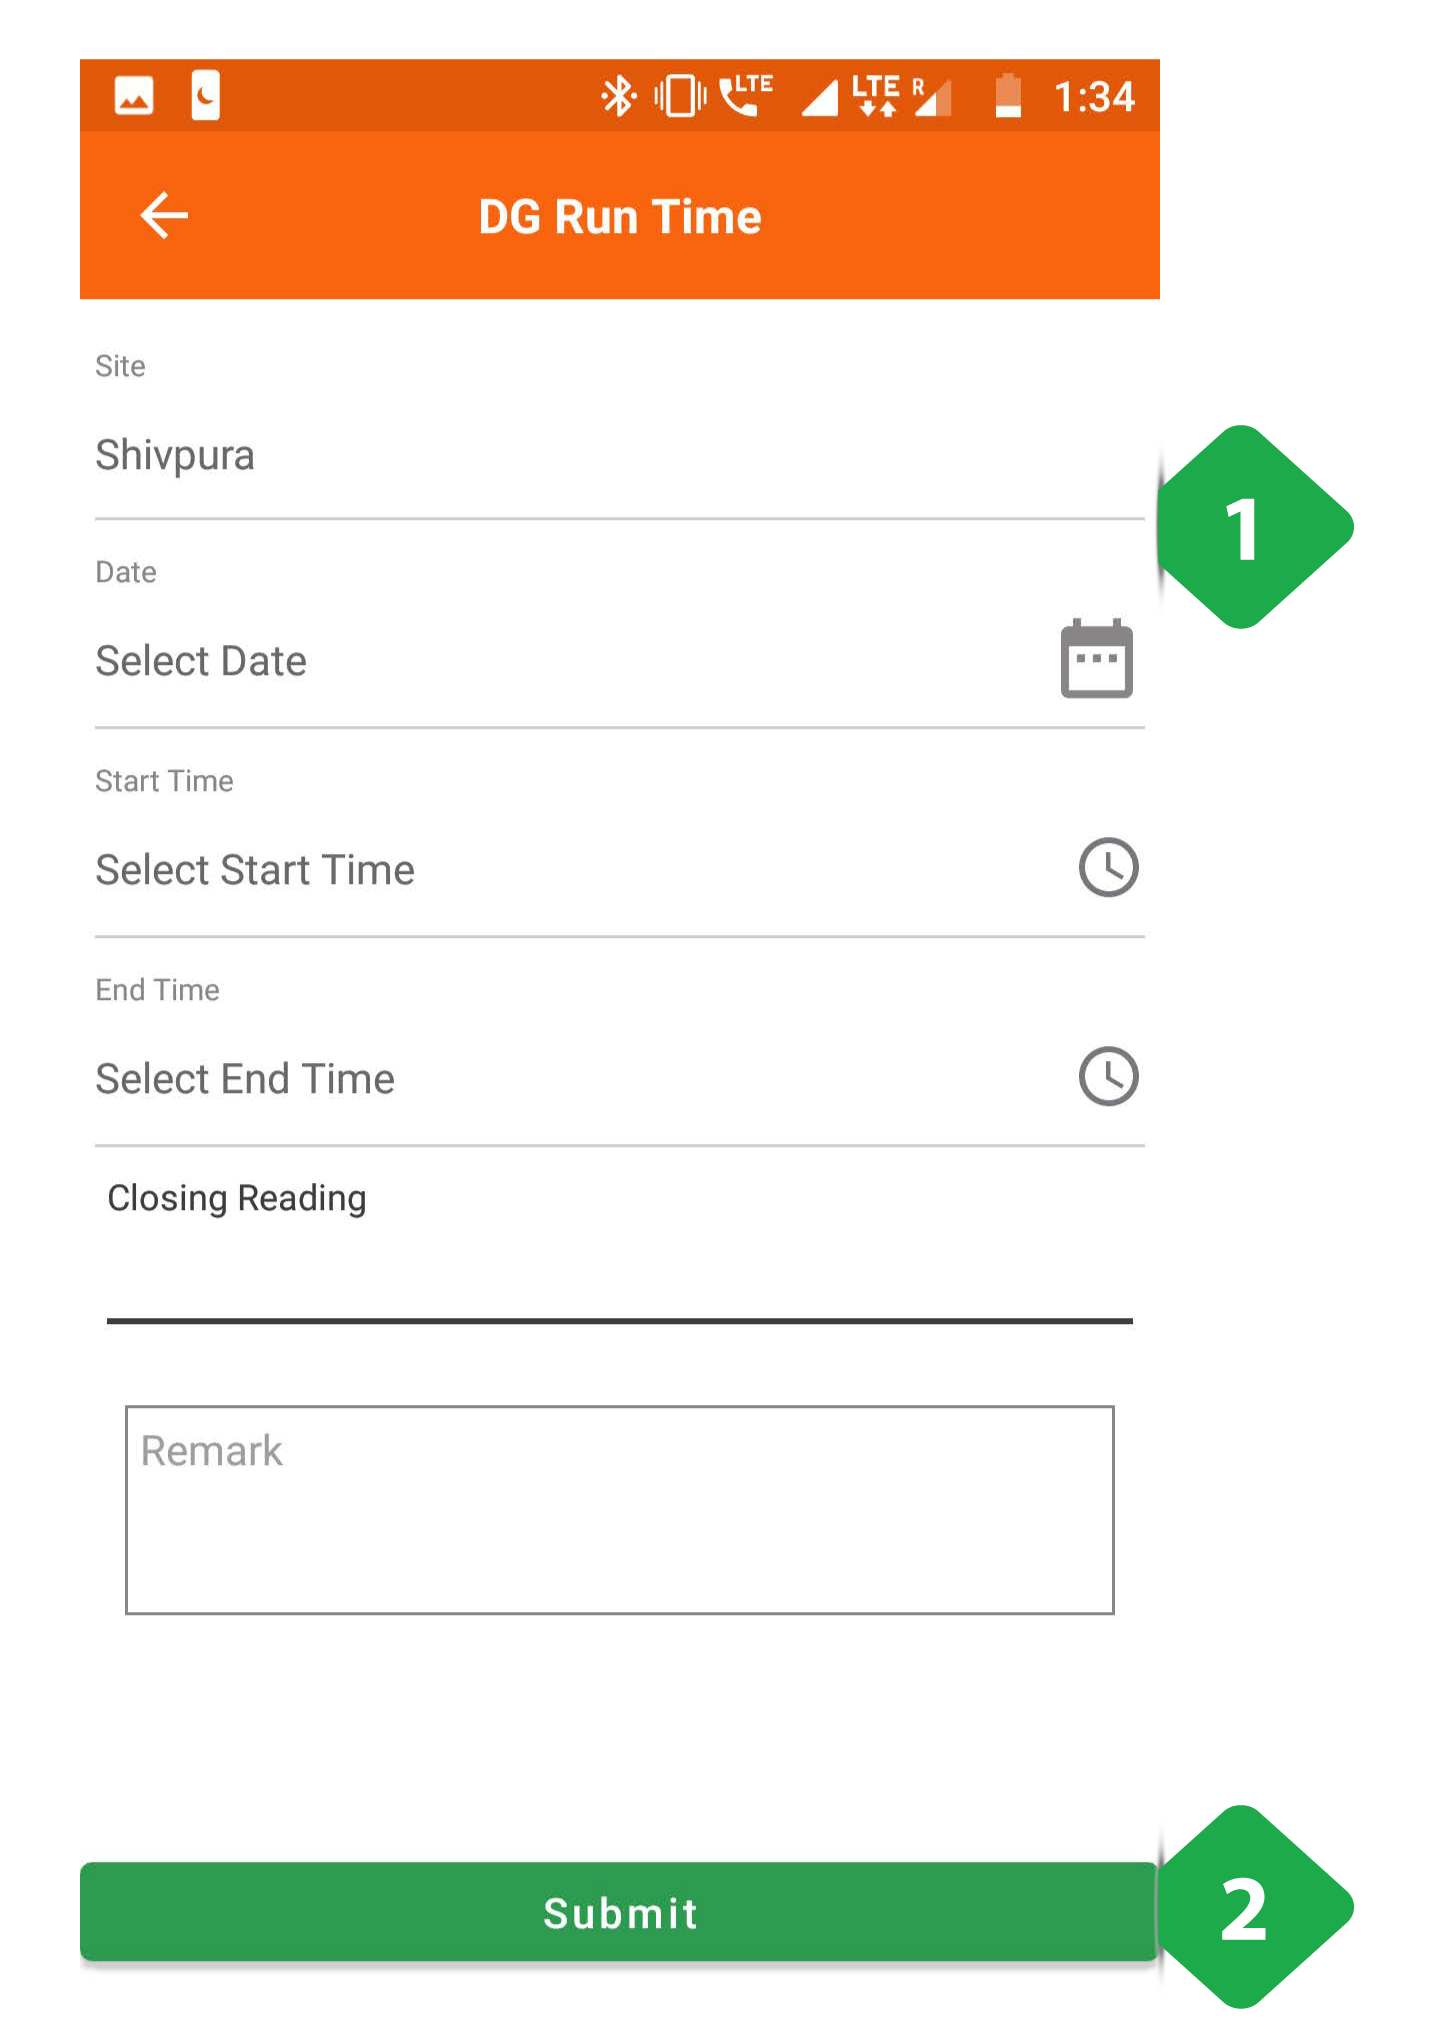 LTE LTE R 1:34
DG Run Time
Site
Shivpura
1
Date
Select Date
Start Time
Select Start Time
End Time
Select End Time
Closing Reading
Remark
Submit
2